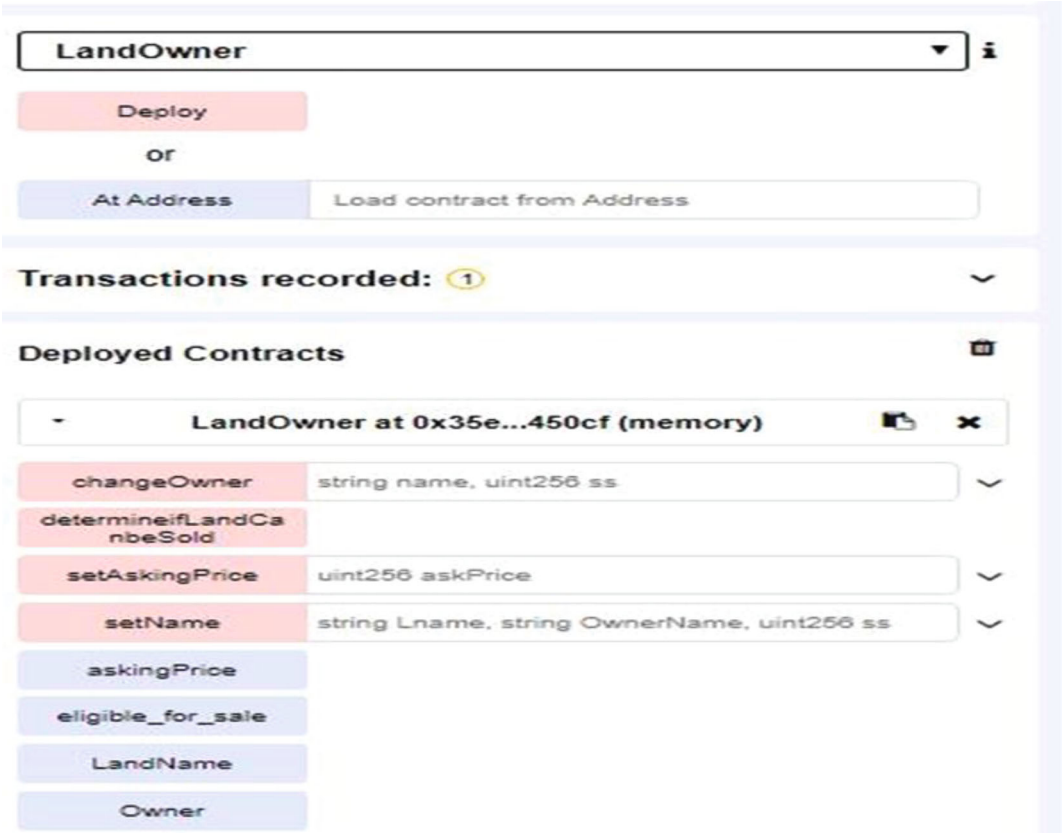 LandOwner
Deploy
or
At Address Load contract from Address
Transactions recorded: 1
Deployed Contracts
LandOwner at 0x35e...450cf (memory)
changeOwner string name, uint256 ss
determineifLandCa
nbeSold
setAskingPrice uint256 askPrice
setName string Lname, string OwnerName, uint256 ss
askingPrice
eligible_for_sale
LandName
Owner